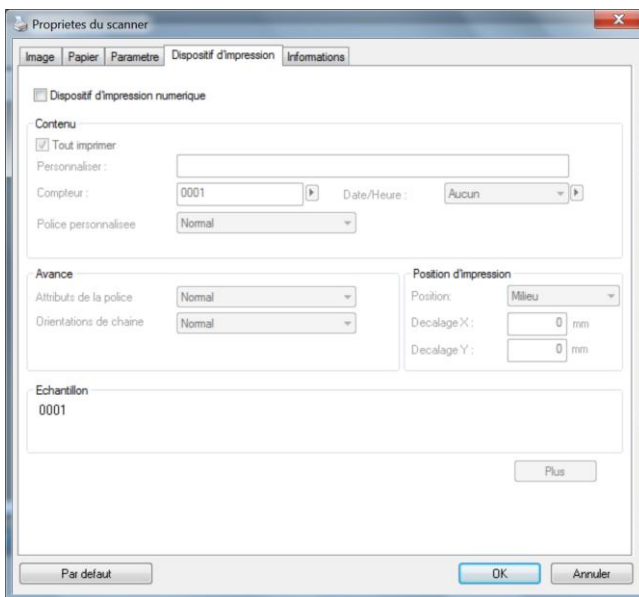 Proprietes du scanner
Image Papier Parametre Dispositif d'impression Informations
Dispositif d'impression numerique
Contenu
Tout imprimer
Personnaliser :
Compteur : 0001 Date/Heure : Aucun
Police personnalisee Normal
Avance Position d'impression
Attributs de la police Normal Position: Milieu
Orientations de chaine Normal Decalage X : 0 mm
Decalage Y : 0 mm
Echantillon
0001
Plus
Par defaut OK Annuler